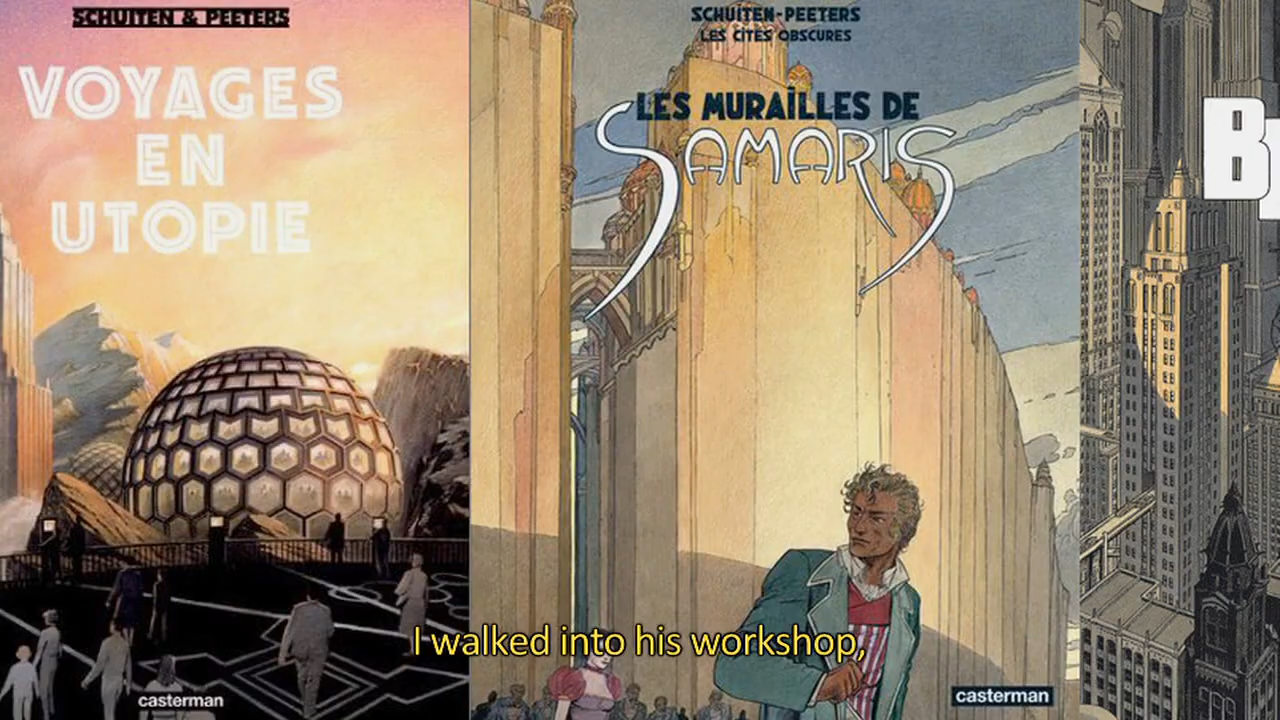 SCHUITEN & PEETERS
VOYAGES
EN
UTOPIE
casterman
SCHUITEN-PEETERS
LES CITES OBSCURES
LES MURAILLES DE
SAMARIS
casterman
B
I walked into his workshop,